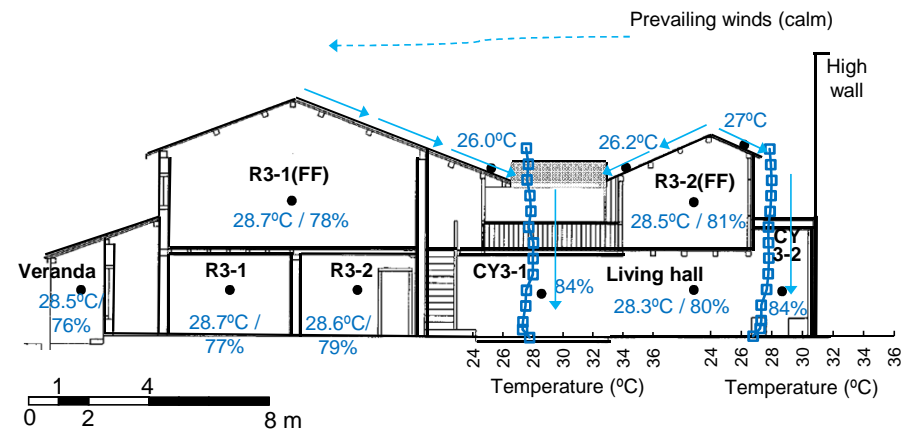 Prevailing winds (calm)
High
wall
26.0ºC
26.2ºC
27ºC
R3-1(FF)
28.7ºC / 78%
R3-2(FF)
28.5ºC / 81%
Veranda
28.5ºC/
76%
R3-1
28.7ºC /
77%
R3-2
28.6ºC/
79%
CY3-1
84%
Living hall
28.3ºC / 80%
CY
3-2
84%
24 26 28 30 32 34 36
Temperature (ºC)
24 26 28 30 32 34 36
Temperature (ºC)
1 4
0 2 8 m